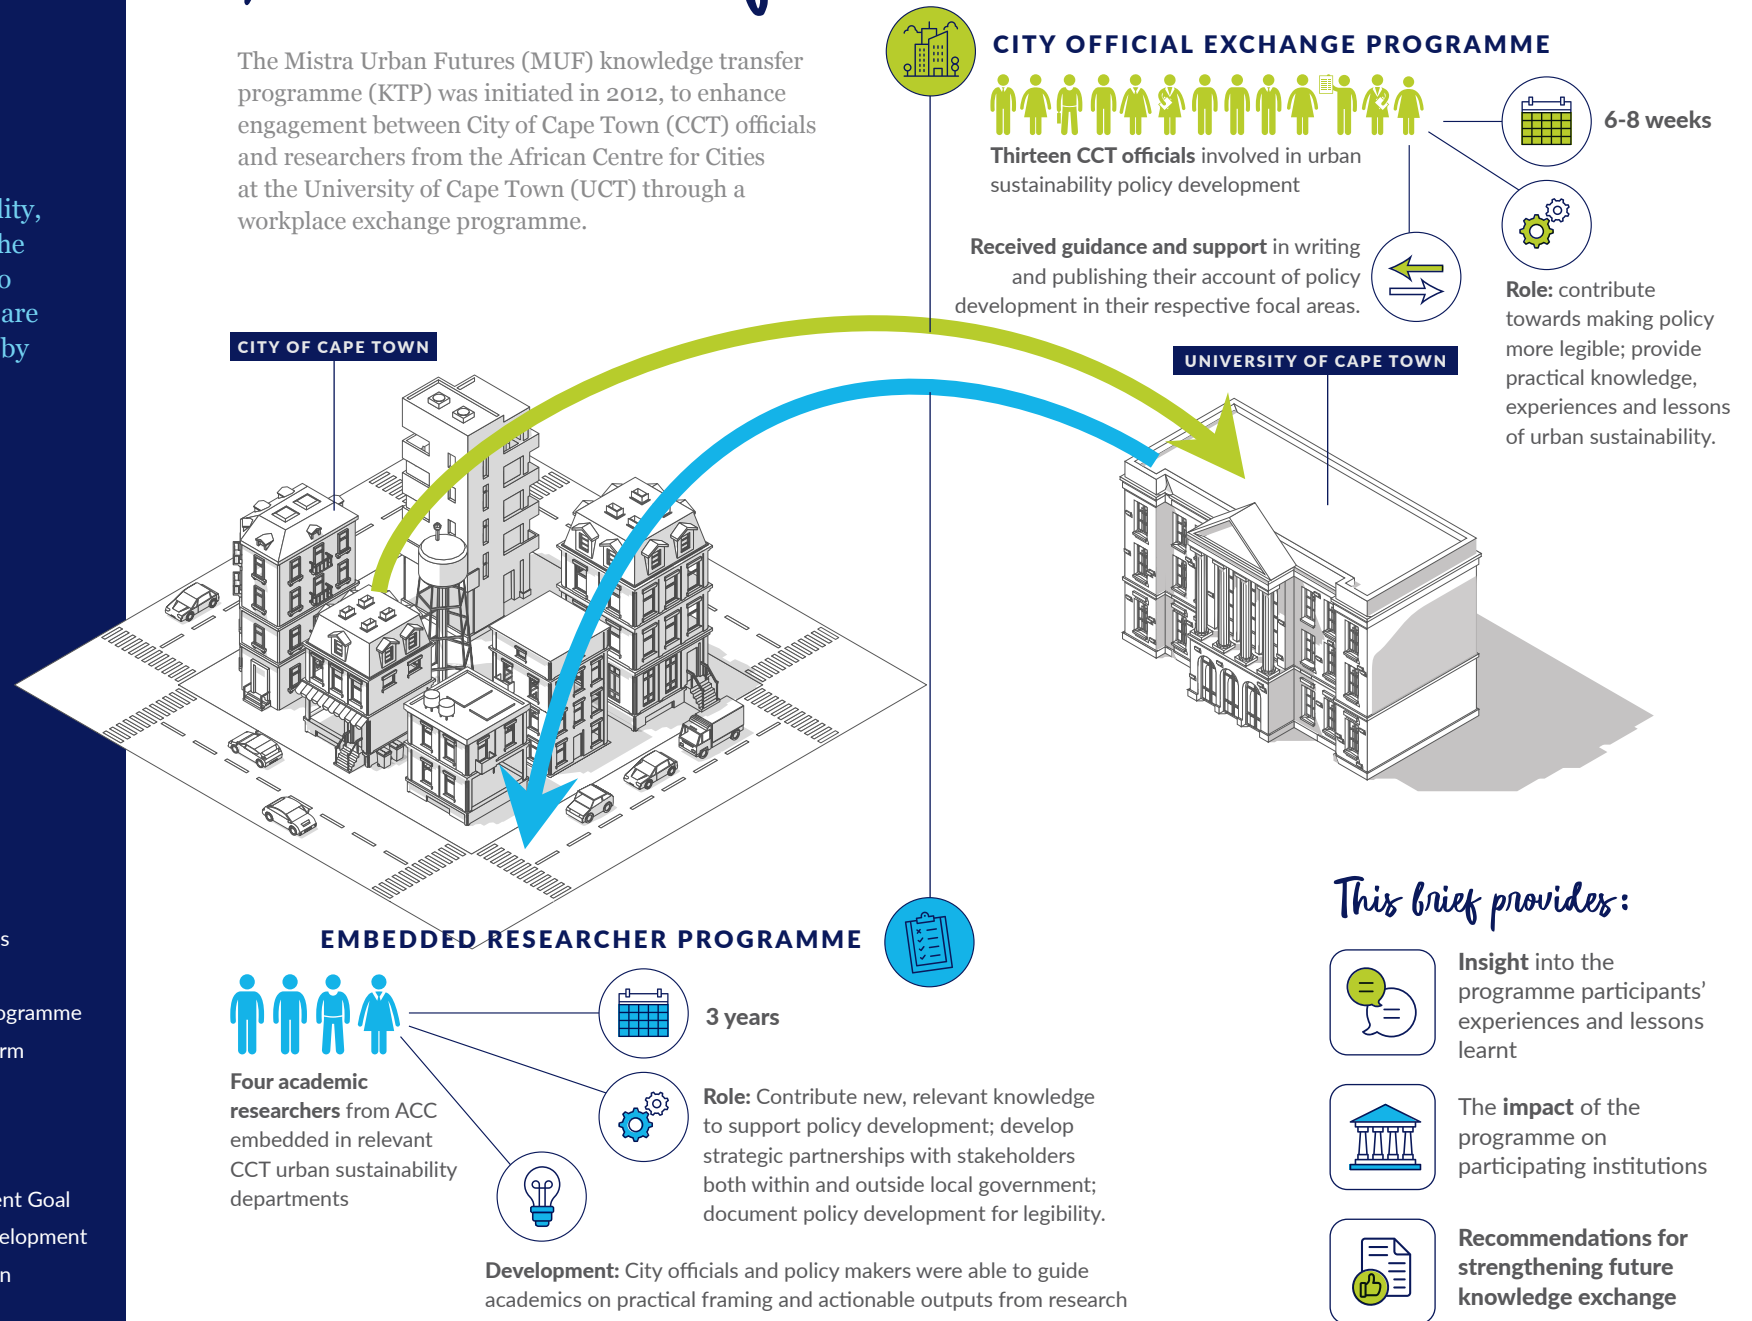 The Mistra Urban Futures (MUF) knowledge transfer
programme (KTP) was initiated in 2012, to enhance
engagement between City of Cape Town (CCT) officials
and researchers from the African Centre for Cities
at the University of Cape Town (UCT) through a
workplace exchange programme.
he
are
by
CITY OFFICIAL EXCHANGE PROGRAMME
Thirteen CCT officials involved in urban
sustainability policy development
6-8 weeks
Received guidance and support in writing
and publishing their account of policy
development in their respective focal areas.
Role: contribute
towards making policy
more legible; provide
practical knowledge,
experiences and lessons
of urban sustainability.
CITY OF CAPE TOWN
UNIVERSITY OF CAPE TOWN
EMBEDDED RESEARCHER PROGRAMME
3 years
Four academic
researchers from ACC
embedded in relevant
CCT urban sustainability
departments
Role: Contribute new, relevant knowledge
to support policy development; develop
strategic partnerships with stakeholders
both within and outside local government;
document policy development for legibility.
Development: City officials and policy makers were able to guide
academics on practical framing and actionable outputs from research
This brief provides:
Insight into the
programme participants'
experiences and lessons
learnt
The impact of the
programme on
participating institutions
Recommendations for
strengthening future
knowledge exchange
s
ogramme
rm
ent Goal
elopment
n